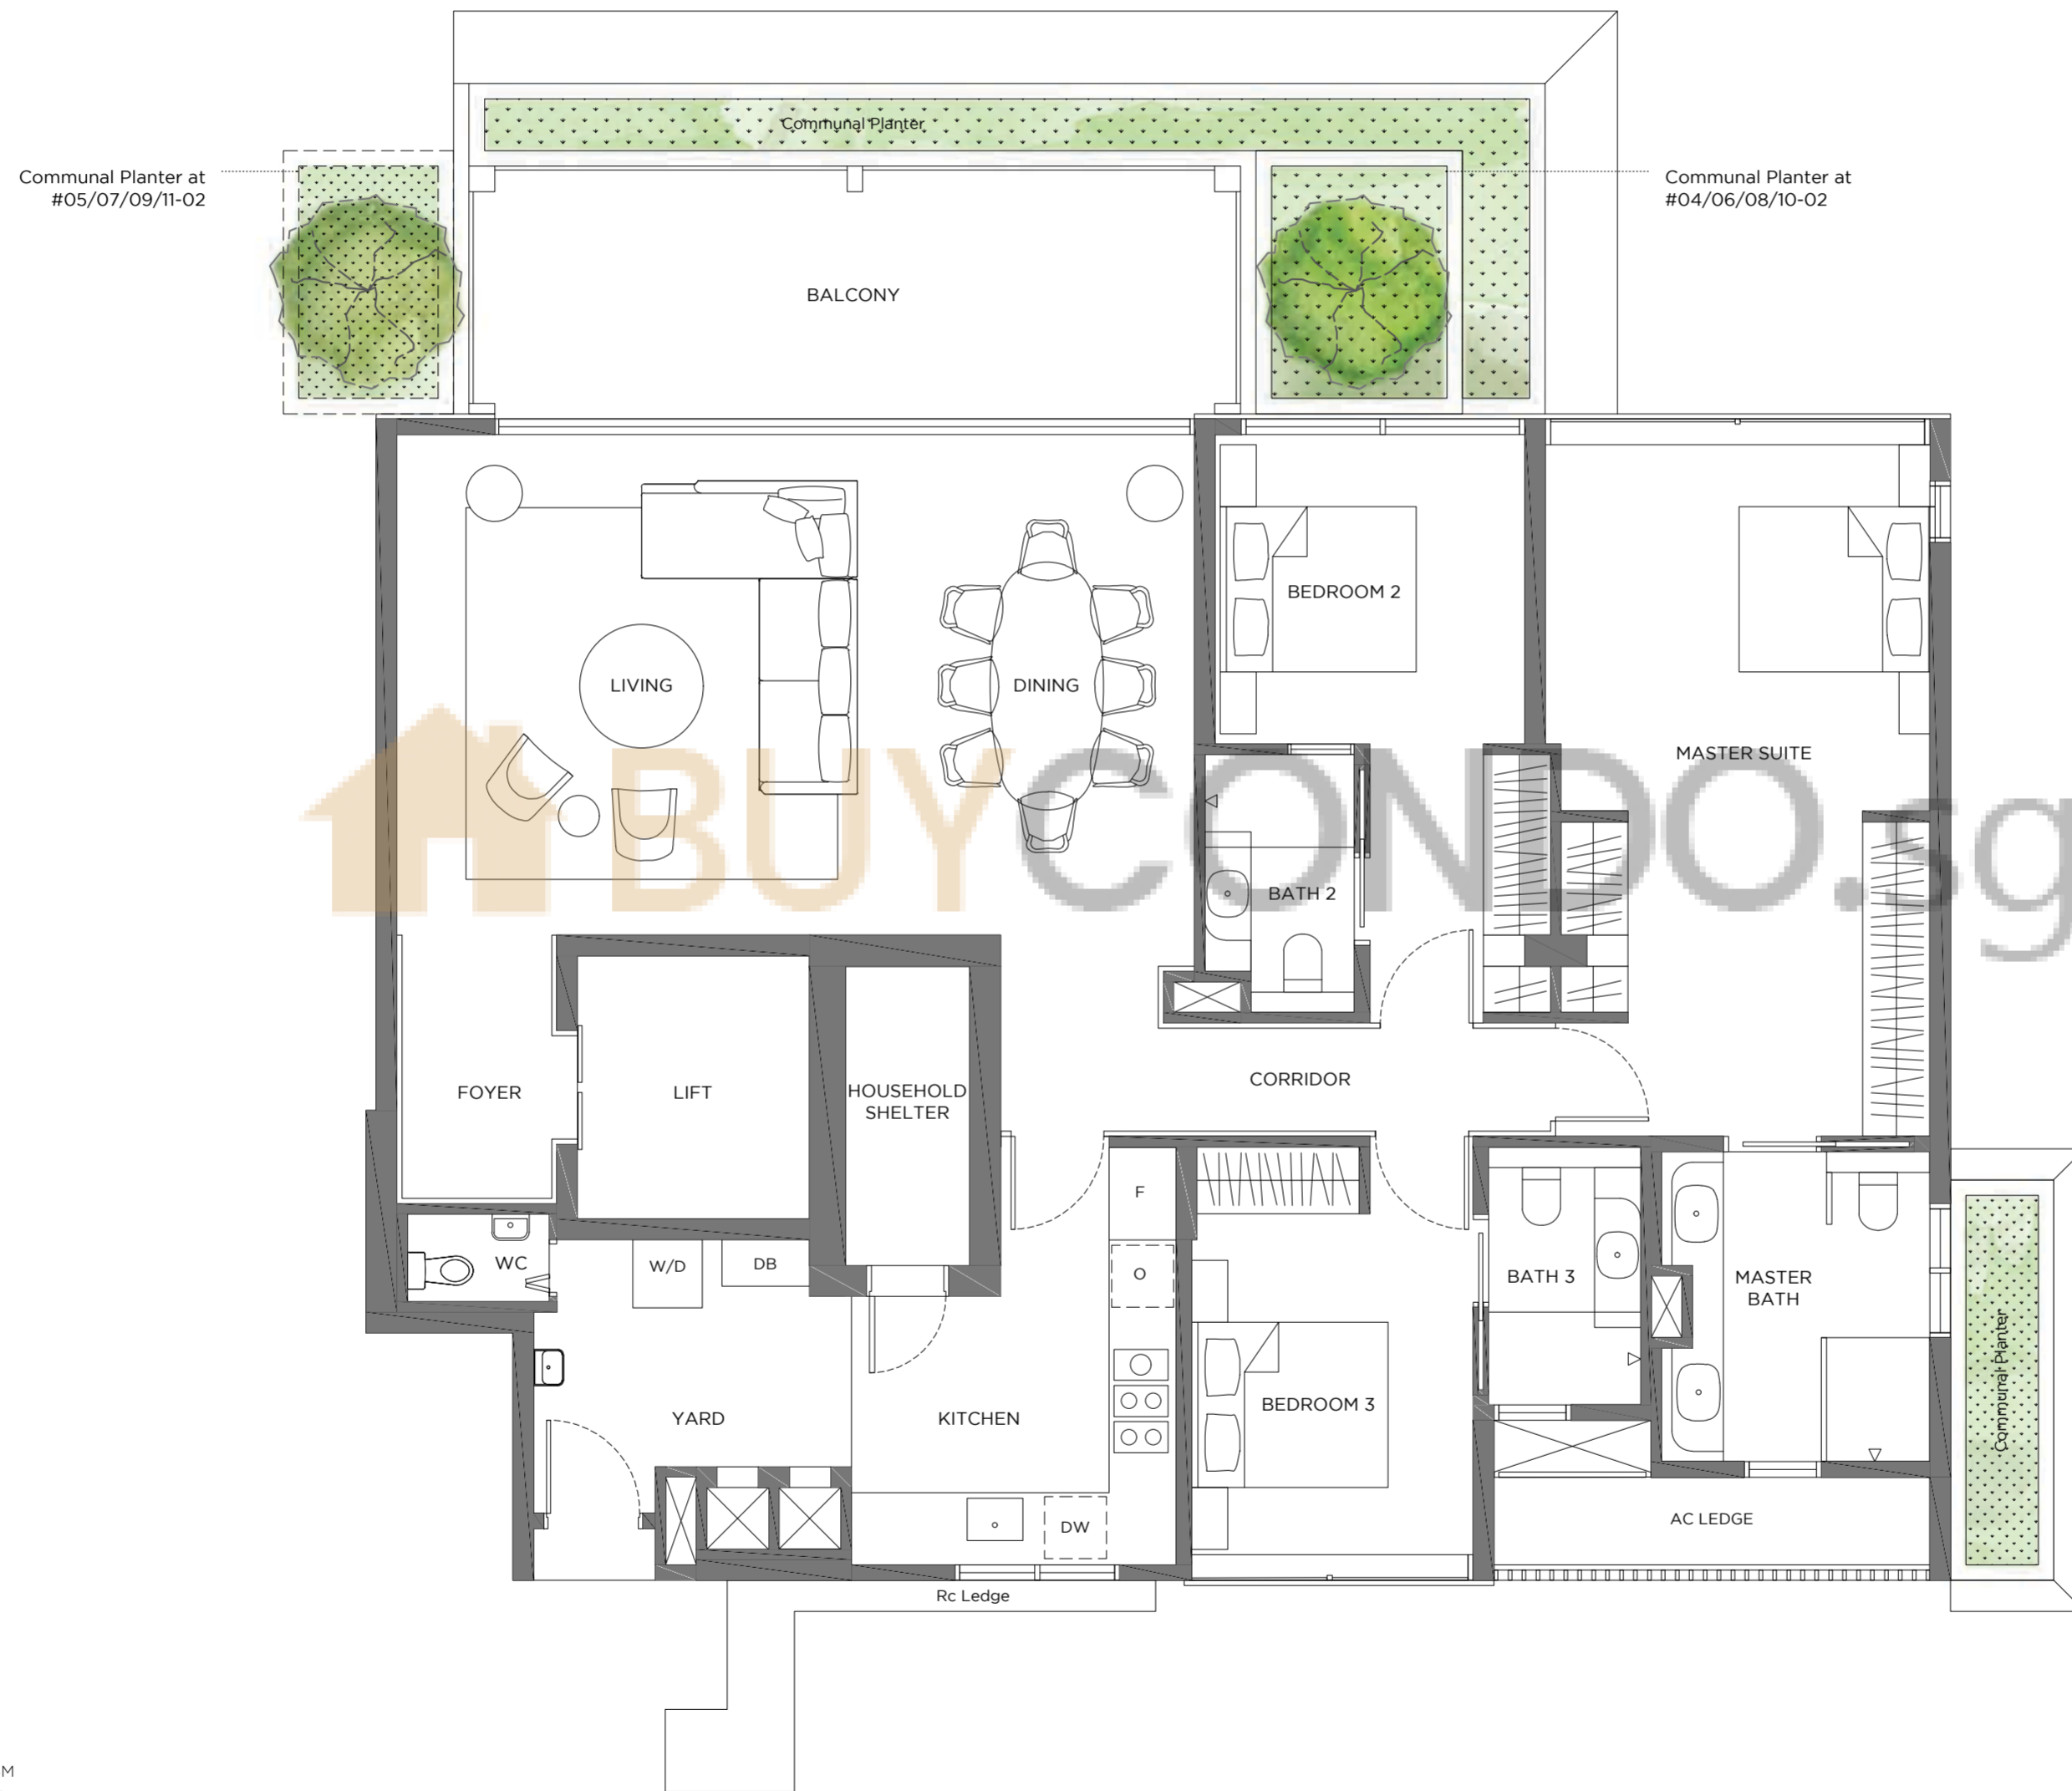 Communal Planter
Communal Planter at
#05/07/09/11-02
Communal Planter at
#04/06/08/10-02
BALCONY
BEDROOM 2
LIVING
DINING
MASTER SUITE
BUYCONDO.sg
BATH 2
FOYER
LIFT
HOUSEHOLD
SHELTER
CORRIDOR
F
WC
W/D
DB
O
BATH 3
MASTER
BATH
Communal Planter
YARD
KITCHEN
BEDROOM 3
DW
AC LEDGE
Rc Ledge
M